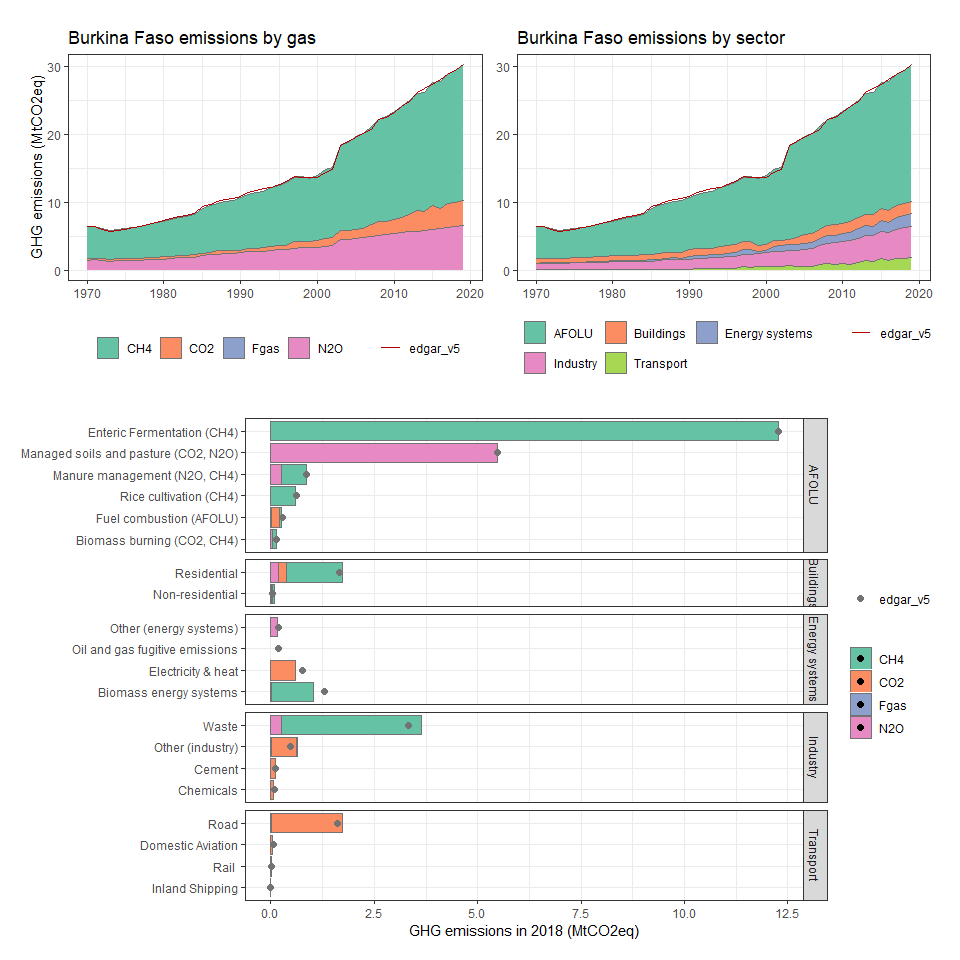 Burkina Faso emissions by gas
GHG emissions (MtCO2eq)
30
20
10
0
1970 1980 1990 2000 2010 2020
CH4 CO2 Fgas N2O edgar_v5
Burkina Faso emissions by sector
30
20
10
0
1970 1980 1990 2000 2010 2020
AFOLU Buildings Energy systems edgar_v5
Industry Transport
Enteric Fermentation (CH4)
Managed soils and pasture (CO2, N2O)
Manure management (N2O, CH4)
Rice cultivation (CH4)
Fuel combustion (AFOLU)
Biomass burning (CO2, CH4)
AFOLU
Residential
Non-residential
Buildings
Other (energy systems)
Oil and gas fugitive emissions
Electricity & heat
Biomass energy systems
Energy systems
Waste
Other (industry)
Cement
Chemicals
Industry
Road
Domestic Aviation
Rail
Inland Shipping
Transport
0.0 2.5 5.0 7.5 10.0 12.5
GHG emissions in 2018 (MtCO2eq)
edgar_v5
CH4
CO2
Fgas
N2O